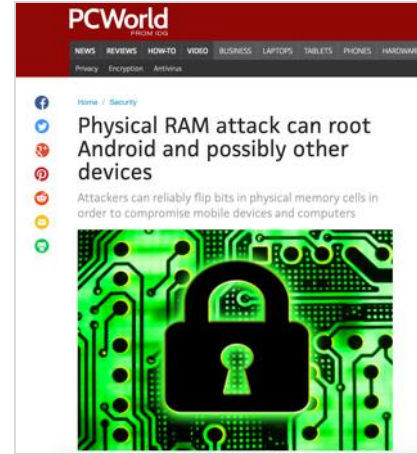 PCWorld
FROM IDG
NEWS REVIEWS HOW-TO VIDEO BUSINESS LAPTOPS TABLETS PHONES HARDWARE
Privacy Encryption Antivirus
Home / Security
Physical RAM attack can root
Android and possibly other
devices
Attackers can reliably flip bits in physical memory cells in
order to compromise mobile devices and computers